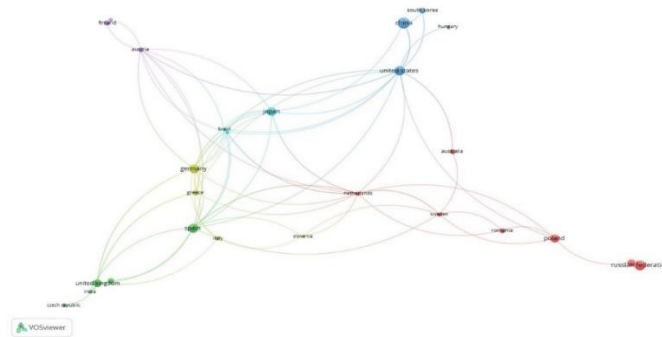 south korea
china
finland
hungary
austria
united states
japan
brazil
australia
germany
greece
netherlands
sweden
spain
italy
slovenia
romania
poland
russian federatio
united kingdom
india
czech republic
VOSviewer